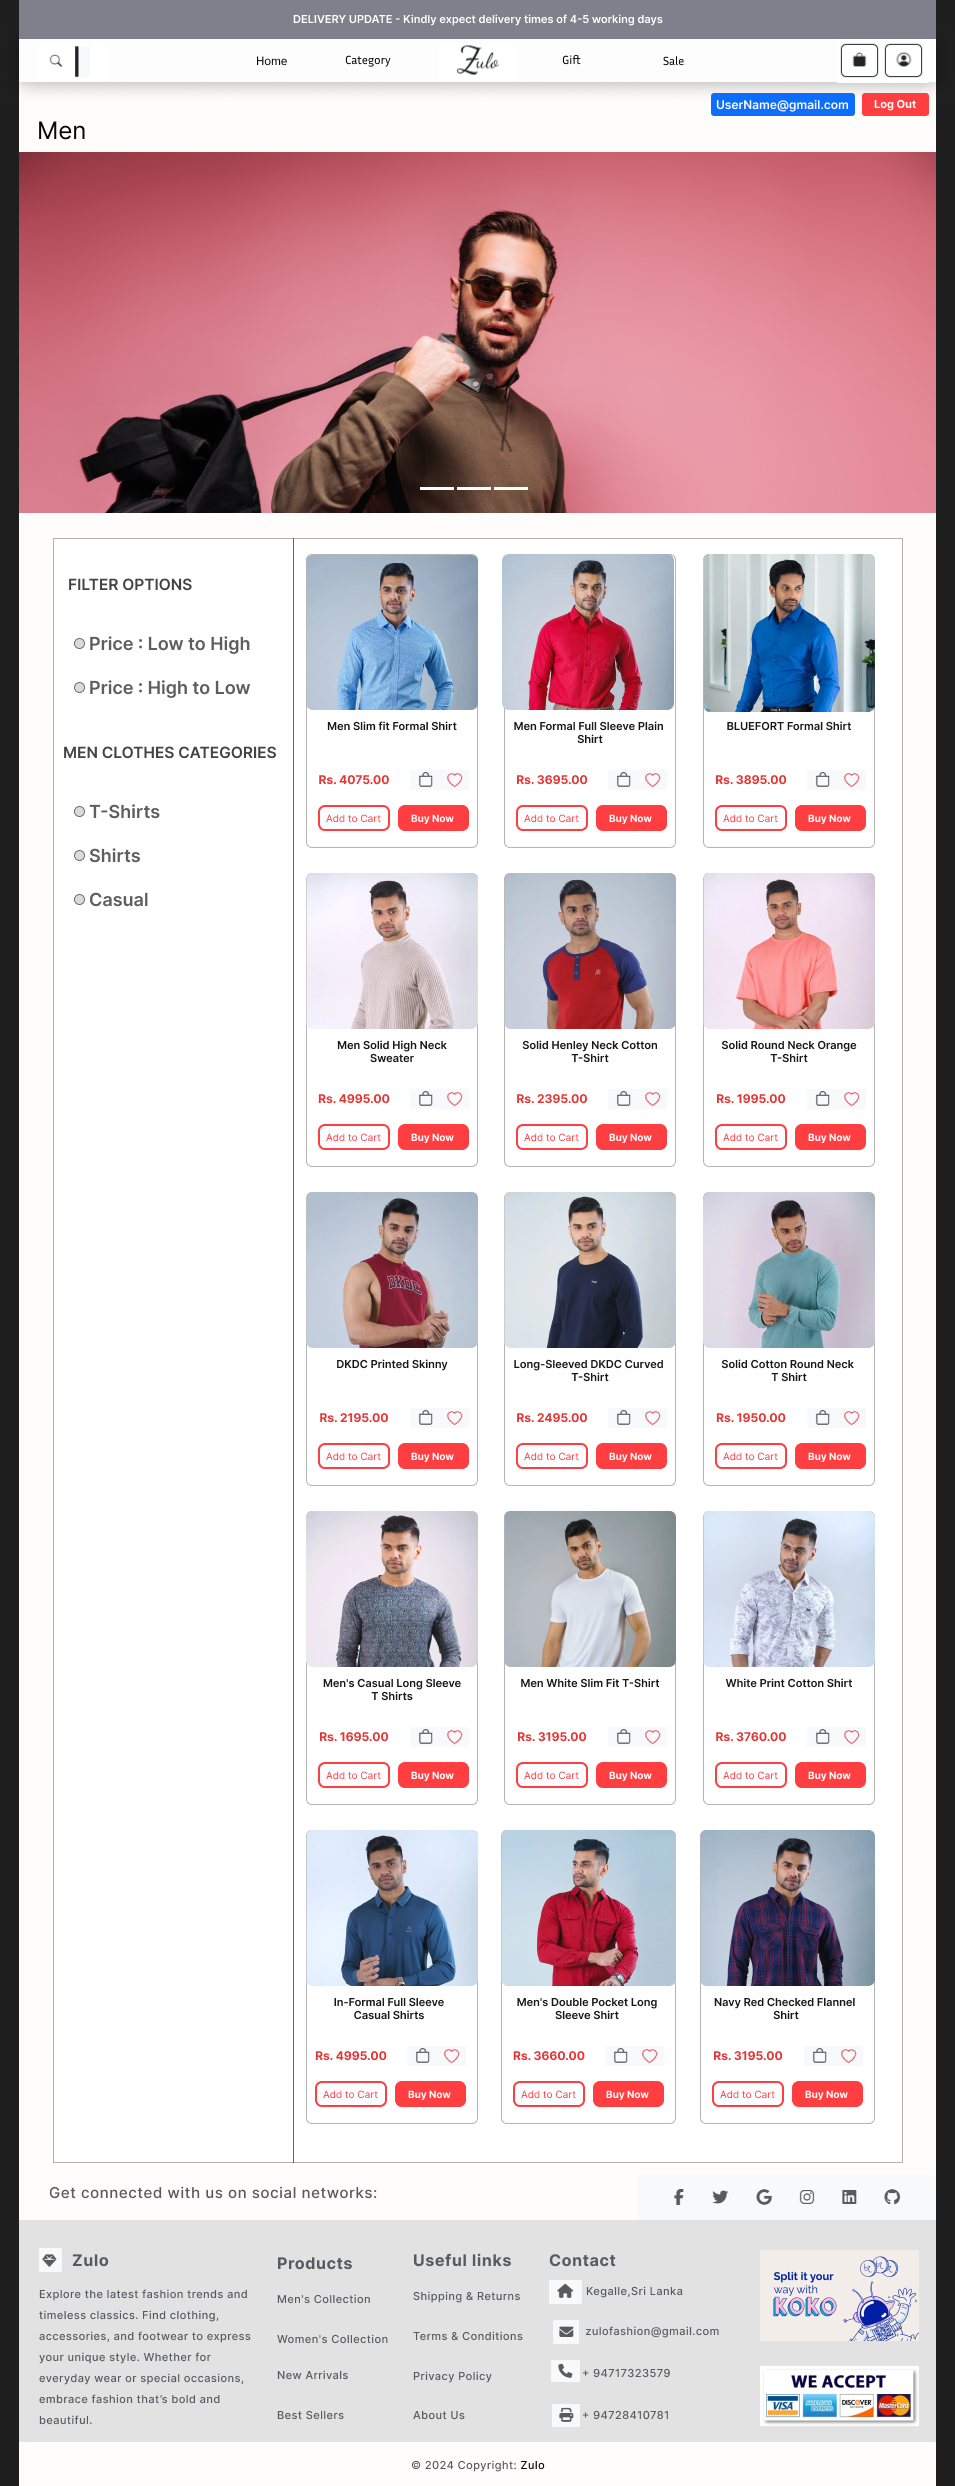 DELIVERY UPDATE - Kindly expect delivery times of 4-5 working days
Home
Category
Zulo
Gift
Sale
UserName@gmail.com
Log Out
Men
FILTER OPTIONS
Price : Low to High
Price : High to Low
MEN CLOTHES CATEGORIES
T-Shirts
Shirts
Casual
Men Slim fit Formal Shirt
Rs. 4075.00
Add to Cart
Buy Now
Men Formal Full Sleeve Plain
Shirt
Rs. 3695.00
Add to Cart
Buy Now
BLUEFORT Formal Shirt
Rs. 3895.00
Add to Cart
Buy Now
Men Solid High Neck
Sweater
Rs. 4995.00
Add to Cart
Buy Now
Solid Henley Neck Cotton
T-Shirt
Rs. 2395.00
Add to Cart
Buy Now
Solid Round Neck Orange
T-Shirt
Rs. 1995.00
Add to Cart
Buy Now
DKDC
DKDC Printed Skinny
Rs. 2195.00
Add to Cart
Buy Now
Long-Sleeved DKDC Curved
T-Shirt
Rs. 2495.00
Add to Cart
Buy Now
Solid Cotton Round Neck
T Shirt
Rs. 1950.00
Add to Cart
Buy Now
Men's Casual Long Sleeve
T Shirts
Rs. 1695.00
Add to Cart
Buy Now
Men White Slim Fit T-Shirt
Rs. 3195.00
Add to Cart
Buy Now
White Print Cotton Shirt
Rs. 3760.00
Add to Cart
Buy Now
In-Formal Full Sleeve
Casual Shirts
Rs. 4995.00
Add to Cart
Buy Now
Men's Double Pocket Long
Sleeve Shirt
Rs. 3660.00
Add to Cart
Buy Now
Navy Red Checked Flannel
Shirt
Rs. 3195.00
Add to Cart
Buy Now
Get connected with us on social networks:
Zulo
Explore the latest fashion trends and
timeless classics. Find clothing,
accessories, and footwear to express
your unique style. Whether for
everyday wear or special occasions,
embrace fashion that's bold and
beautiful.
Products
Men's Collection
Women's Collection
New Arrivals
Best Sellers
Useful links
Shipping & Returns
Terms & Conditions
Privacy Policy
About Us
Contact
Kegalle,Sri Lanka
zulofashion@gmail.com
+ 94717323579
+ 94728410781
Split it your
way with
KOKO
WE ACCEPT
VISA
AMERICAN EXPRESS
DISCOVER
MasterCard
© 2024 Copyright: Zulo